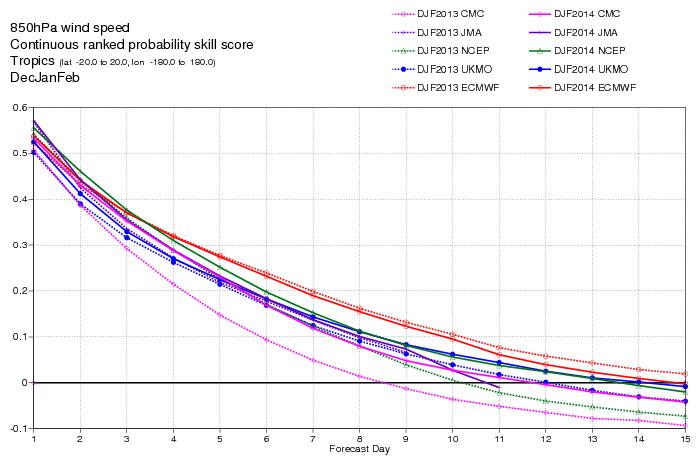 850hPa wind speed
Continuous ranked probability skill score
Tropics (lat -20.0 to 20.0, lon -180.0 to 180.0)
DecJanFeb
DJF2013 CMC DJF2014 CMC
DJF2013 JMA DJF2014 JMA
DJF2013 NCEP DJF2014 NCEP
DJF2013 UKMO DJF2014 UKMO
DJF2013 ECMWF DJF2014 ECMWF
0.6
0.5
0.4
0.3
0.2
0.1
0
-0.1
1 2 3 4 5 6 7 8 9 10 11 12 13 14 15
Forecast Day